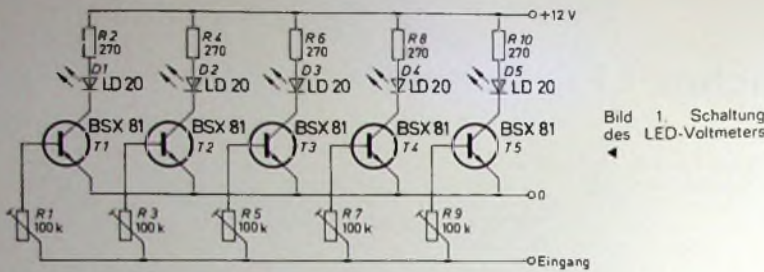 +12 V
R2 270
R4 270
R6 270
R8 270
R10 270
D1 LD 20
D2 LD 20
D3 LD 20
D4 LD 20
D5 LD 20
BSX 81 T1
BSX 81 T2
BSX 81 T3
BSX 81 T4
BSX 81 T5
Bild 1. Schaltung
des LED-Voltmeters
0
R1 100 k
R3 100 k
R5 100 k
R7 100 k
R9 100 k
Eingang